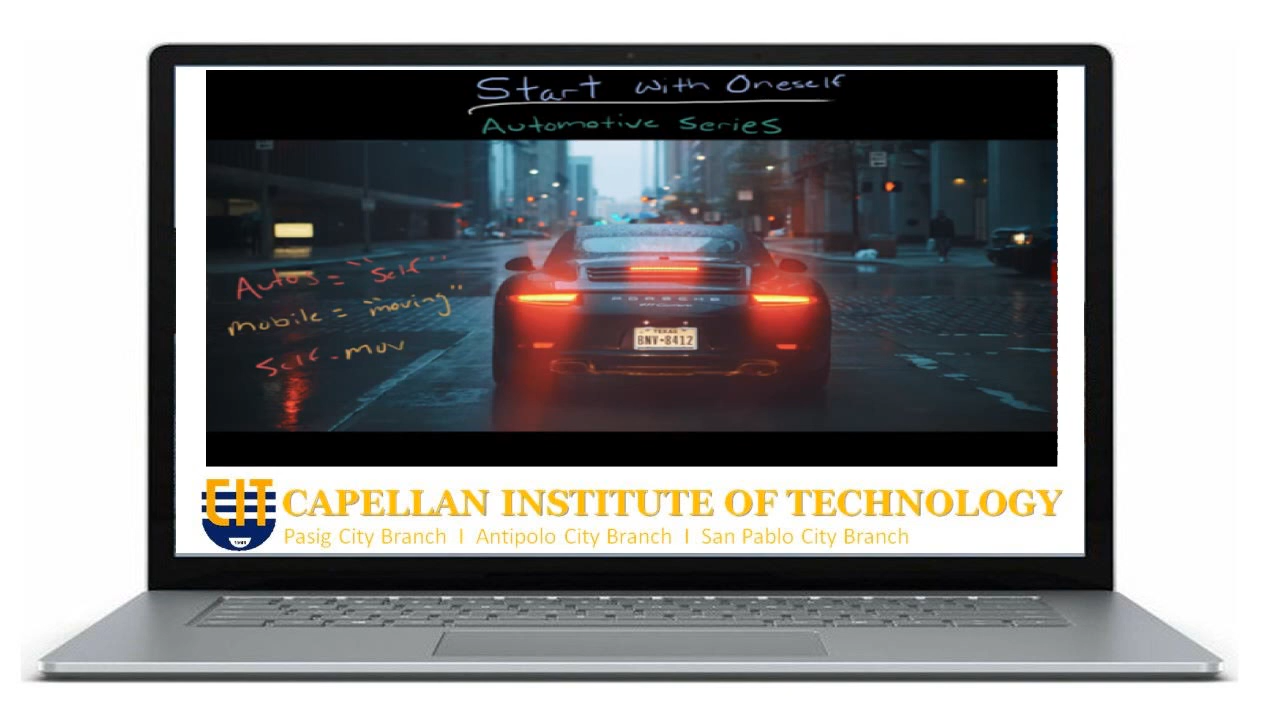 Start with Oneself
Automotive Series
Autos = "Self"
mobile = "moving"
Self-mov
PORSCHE
TEXAS
BNV-8412
CIT
CAPELLAN INSTITUTE OF TECHNOLOGY
Pasig City Branch I Antipolo City Branch I San Pablo City Branch